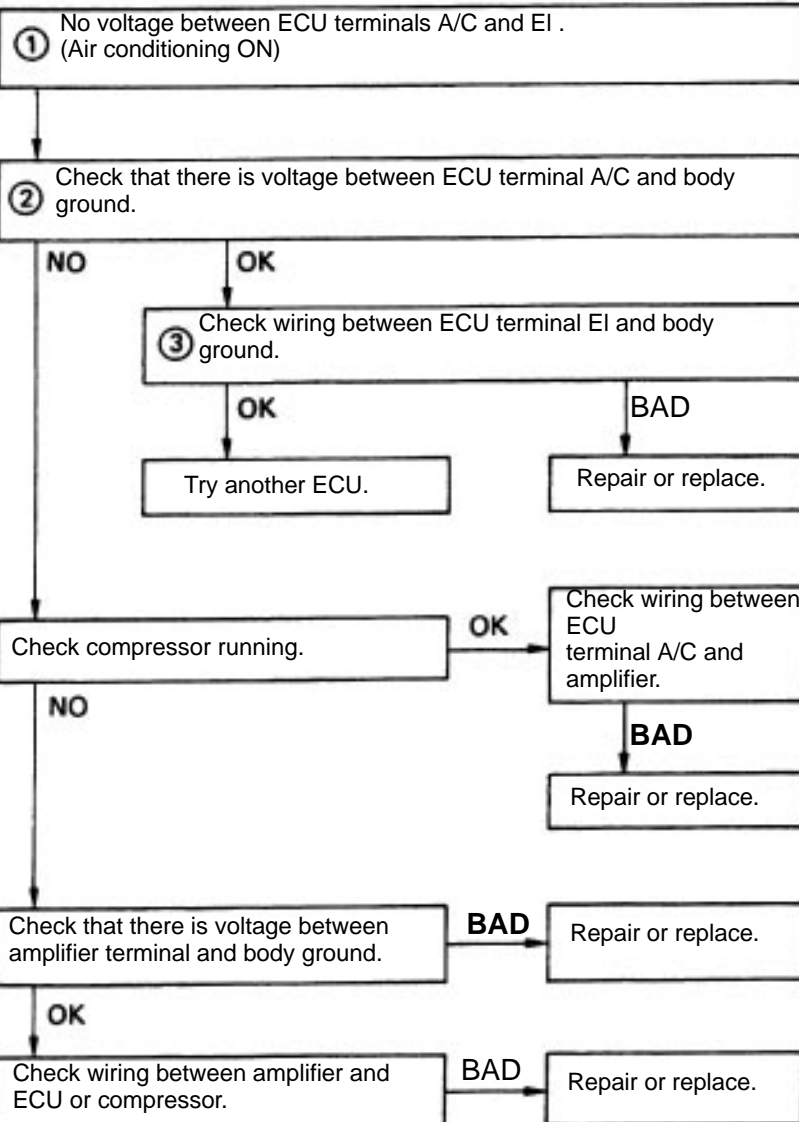 ① No voltage between ECU terminals A/C and EI .
(Air conditioning ON)
② Check that there is voltage between ECU terminal A/C and body
ground.
NO
OK
③ Check wiring between ECU terminal EI and body
ground.
OK
BAD
Try another ECU.
Repair or replace.
Check compressor running.
OK
Check wiring between
ECU
terminal A/C and
amplifier.
NO
BAD
Repair or replace.
Check that there is voltage between
amplifier terminal and body ground.
BAD
Repair or replace.
OK
Check wiring between amplifier and
ECU or compressor.
BAD
Repair or replace.